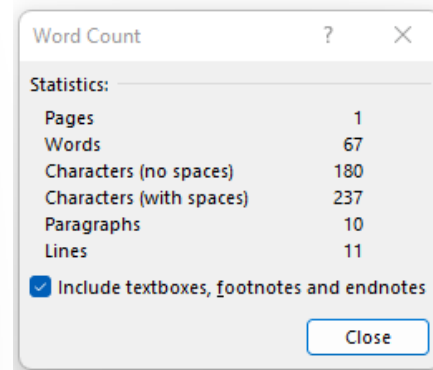 Word Count ? ×
Statistics:
Pages 1
Words 67
Characters (no spaces) 180
Characters (with spaces) 237
Paragraphs 10
Lines 11
Include textboxes, footnotes and endnotes
Close